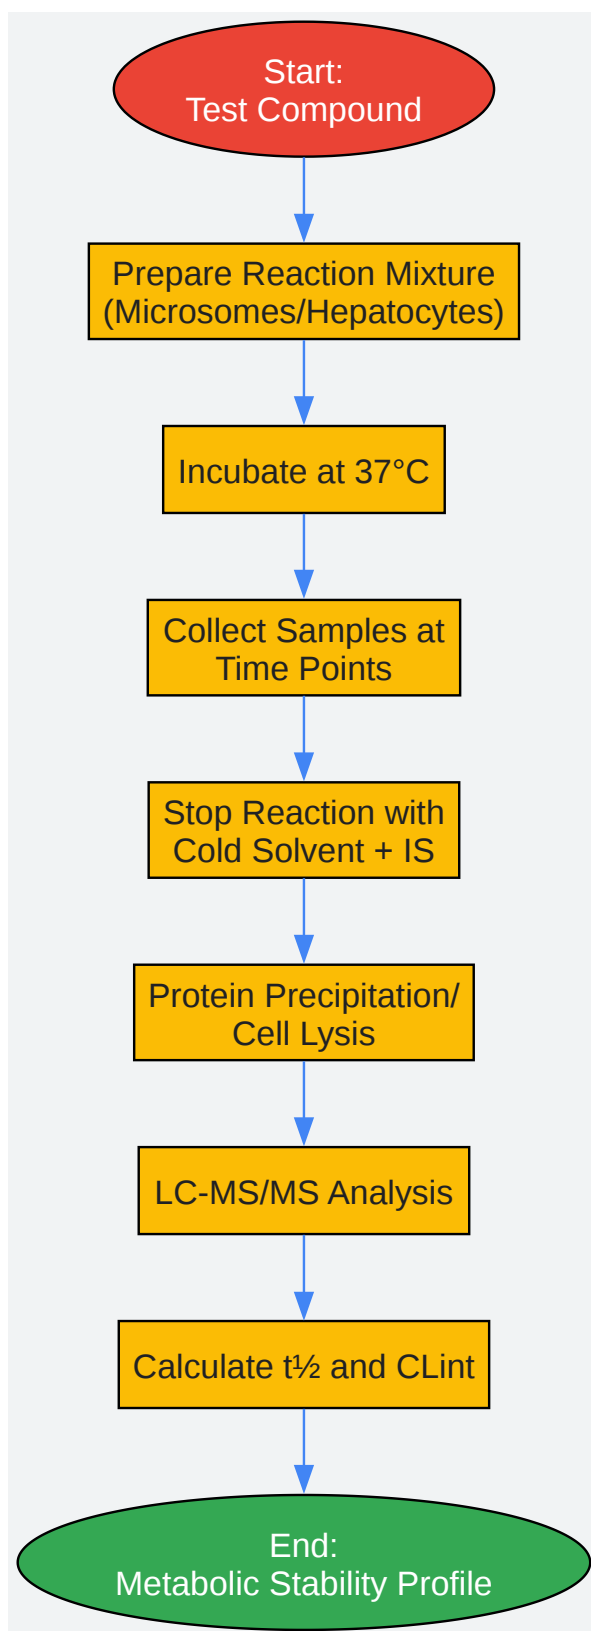 Start:
Test Compound
Prepare Reaction Mixture
(Microsomes/Hepatocytes)
Incubate at 37°C
Collect Samples at
Time Points
Stop Reaction with
Cold Solvent + IS
Protein Precipitation/
Cell Lysis
LC-MS/MS Analysis
Calculate t½ and CLint
End:
Metabolic Stability Profile